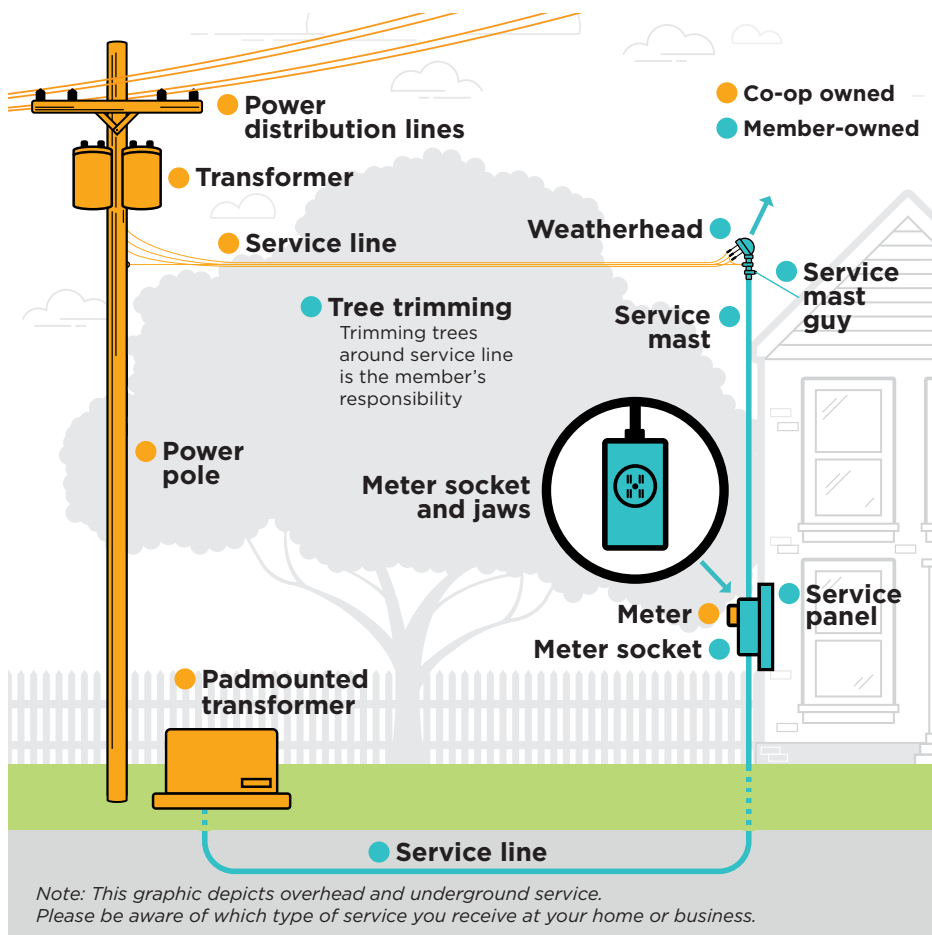 Power
distribution lines
Co-op owned
Member-owned
Transformer
Weatherhead
Service line
Service
mast
guy
Tree trimming
Trimming trees
around service line
is the member's
responsibility
Service
mast
Power
pole
Meter socket
and jaws
Service
panel
Meter
Meter socket
Padmounted
transformer
Service line
Note: This graphic depicts overhead and underground service.
Please be aware of which type of service you receive at your home or business.